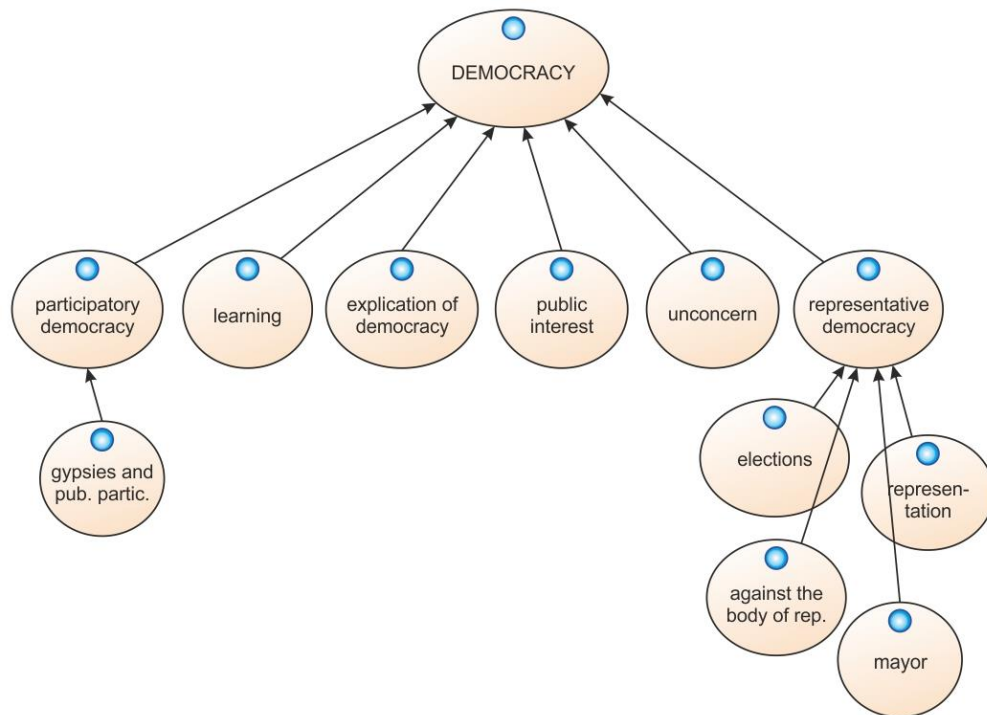 DEMOCRACY
participatory
democracy
learning
explication of
democracy
public
interest
unconcern
representative
democracy
gypsies and
pub. partic.
elections
represen-
tation
against the
body of rep.
mayor